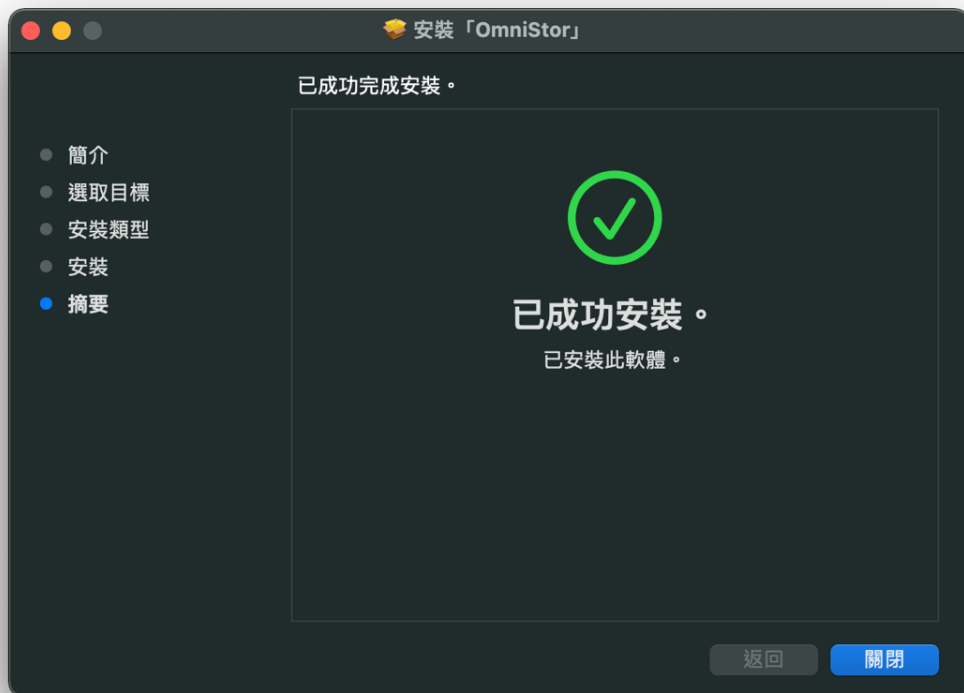 安裝「OmniStor」
已成功完成安裝。
簡介
選取目標
安裝類型
安裝
摘要
已成功安裝。
已安裝此軟體。
返回
關閉